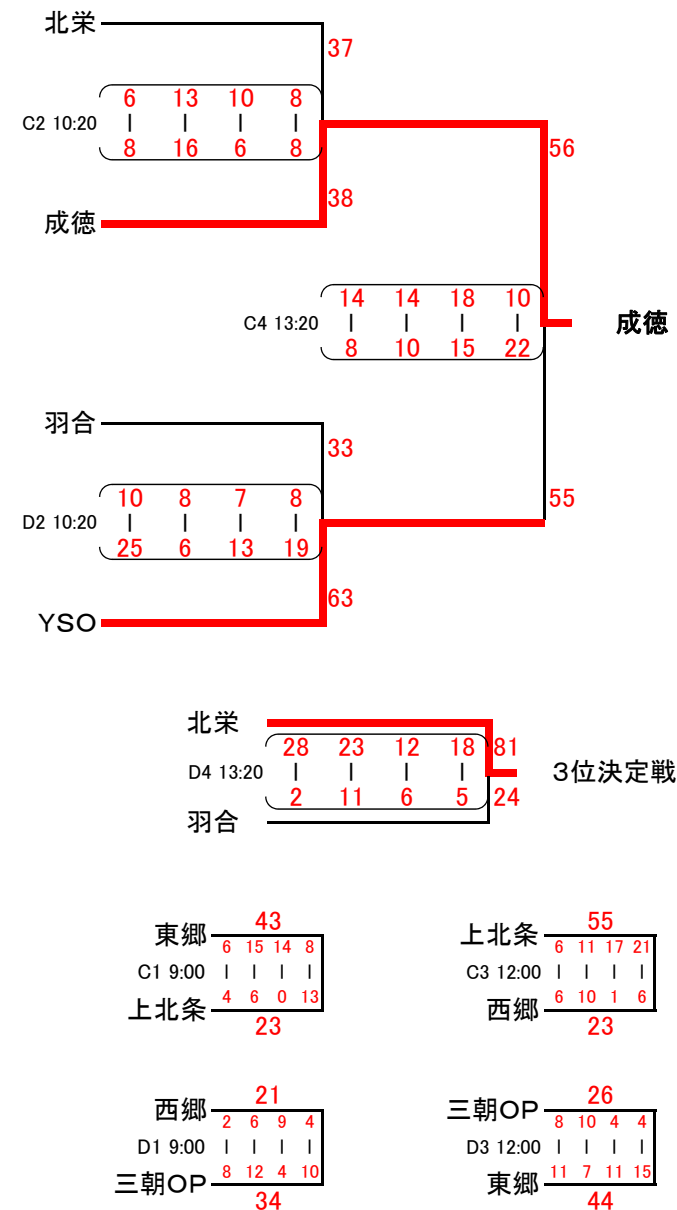 北栄
37
6 13 10 8
C2 10:20 | | | |
8 16 6 8
56
38
成徳
14 14 18 10
C4 13:20 | | | |
成徳
8 10 15 22
羽合
33
10 8 7 8
55
D2 10:20 | | | |
25 6 13 19
63
YSO
北栄
28 23 12 18 81
D4 13:20 | | | |
3位決定戦
2 11 6 5 24
羽合
43
東郷
6 15 14 8
C1 9:00 | | | |
4 6 0 13
上北条
23
55
上北条
6 11 17 21
C3 12:00 | | | |
6 10 1 6
西郷
23
21
西郷
2 6 9 4
D1 9:00 | | | |
8 12 4 10
三朝OP
34
26
三朝OP
8 10 4 4
D3 12:00 | | | |
11 7 11 15
東郷
44